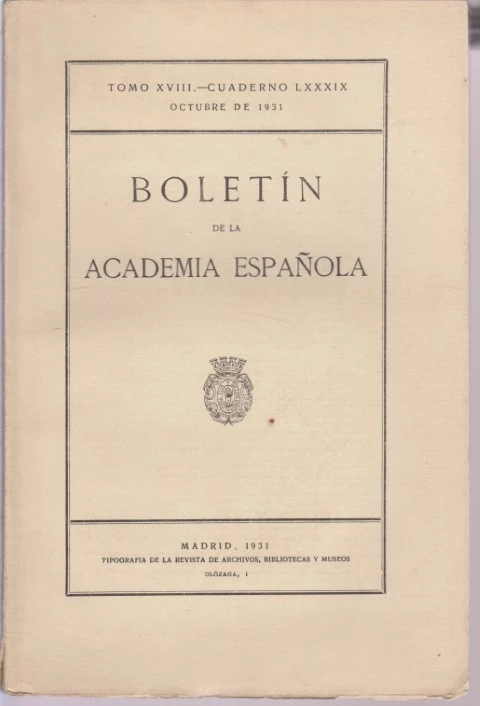 TOMO XVIII.—CUADERNO LXXXIX
OCTUBRE DE 1931
BOLETÍN
DE LA
ACADEMIA ESPAÑOLA
MADRID, 1931
TIPOGRAFÍA DE LA REVISTA DE ARCHIVOS, BIBLIOTECAS Y MUSEOS
OLÓZAGA, 1